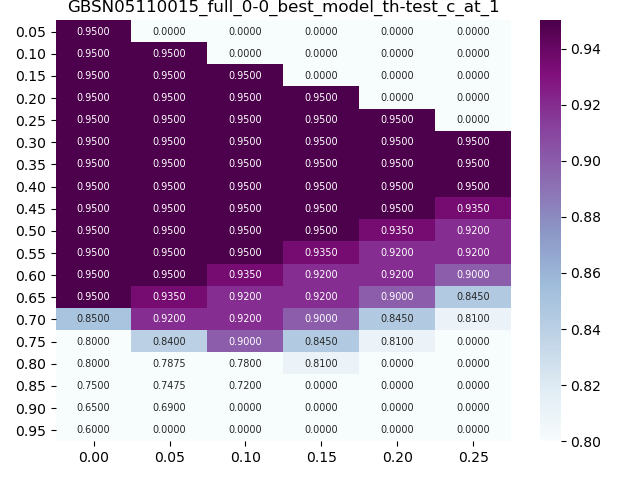 GBSN05110015_full_0-0_best_model_th-test_c_at_1
0.05 0.9500 0.0000 0.0000 0.0000 0.0000 0.0000
0.10 0.9500 0.9500 0.0000 0.0000 0.0000 0.0000
0.15 0.9500 0.9500 0.9500 0.0000 0.0000 0.0000
0.20 0.9500 0.9500 0.9500 0.9500 0.0000 0.0000
0.25 0.9500 0.9500 0.9500 0.9500 0.9500 0.0000
0.30 0.9500 0.9500 0.9500 0.9500 0.9500 0.9500
0.35 0.9500 0.9500 0.9500 0.9500 0.9500 0.9500
0.40 0.9500 0.9500 0.9500 0.9500 0.9500 0.9500
0.45 0.9500 0.9500 0.9500 0.9500 0.9500 0.9350
0.50 0.9500 0.9500 0.9500 0.9500 0.9350 0.9200
0.55 0.9500 0.9500 0.9500 0.9350 0.9200 0.9200
0.60 0.9500 0.9500 0.9350 0.9200 0.9200 0.9000
0.65 0.9500 0.9350 0.9200 0.9200 0.9000 0.8450
0.70 0.8500 0.9200 0.9200 0.9000 0.8450 0.8100
0.75 0.8000 0.8400 0.9000 0.8450 0.8100 0.0000
0.80 0.8000 0.7875 0.7800 0.8100 0.0000 0.0000
0.85 0.7500 0.7475 0.7200 0.0000 0.0000 0.0000
0.90 0.6500 0.6900 0.0000 0.0000 0.0000 0.0000
0.95 0.6000 0.0000 0.0000 0.0000 0.0000 0.0000
0.00 0.05 0.10 0.15 0.20 0.25
0.94
0.92
0.90
0.88
0.86
0.84
0.82
0.80